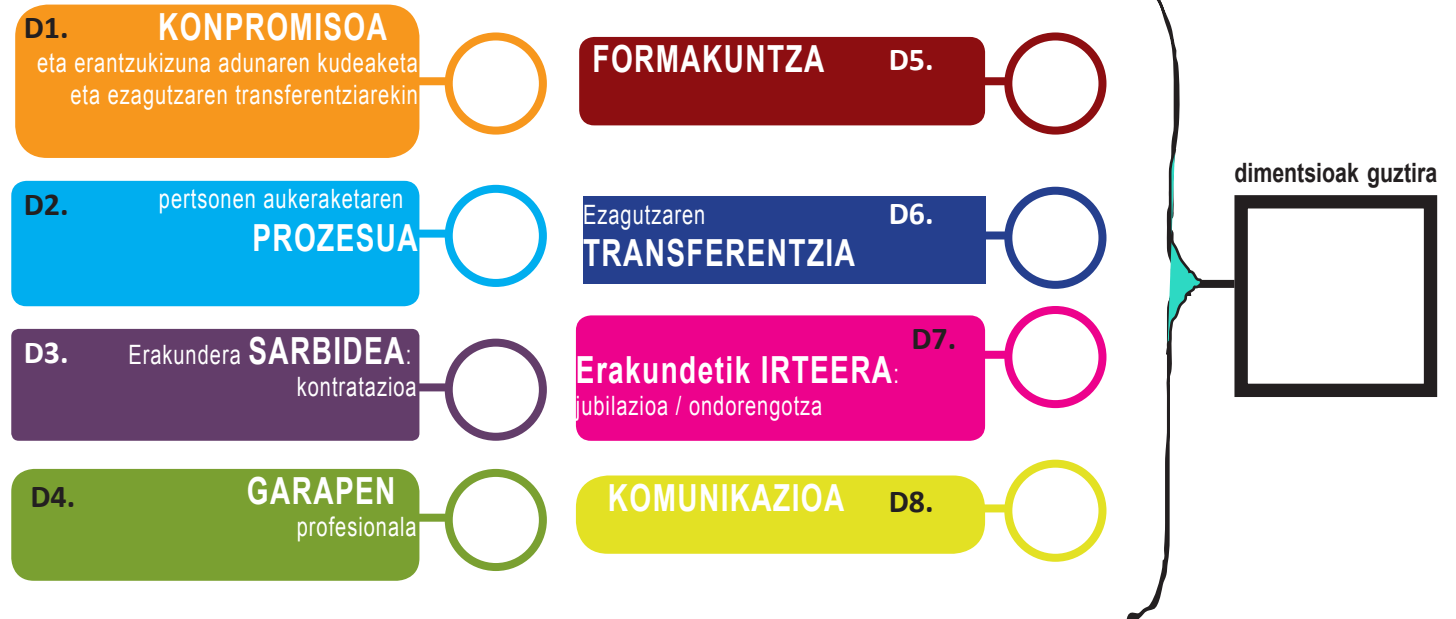 D1. KONPROMISOA
eta erantzukizuna adunaren kudeaketa
eta ezagutzaren transferentziarekin
D2. pertsonen aukeraketaren
PROZESUA
D3. Erakundera SARBIDEA:
kontratazioa
D4. GARAPEN
profesionala
FORMAKUNTZA D5.
Ezagutzaren D6.
TRANSFERENTZIA
D7.
Erakundetik IRTEERA:
jubilazioa / ondorengotza
KOMUNIKAZIOA D8.
dimentsioak guztira